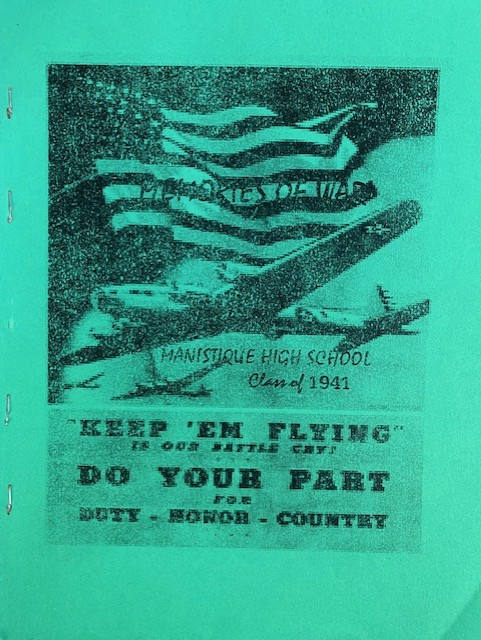 MEMORIES OF WAR
MANISTIQUE HIGH SCHOOL
Class of 1941
"KEEP 'EM FLYING"
IS OUR BATTLE CRY!
DO YOUR PART
FOR
DUTY - HONOR - COUNTRY